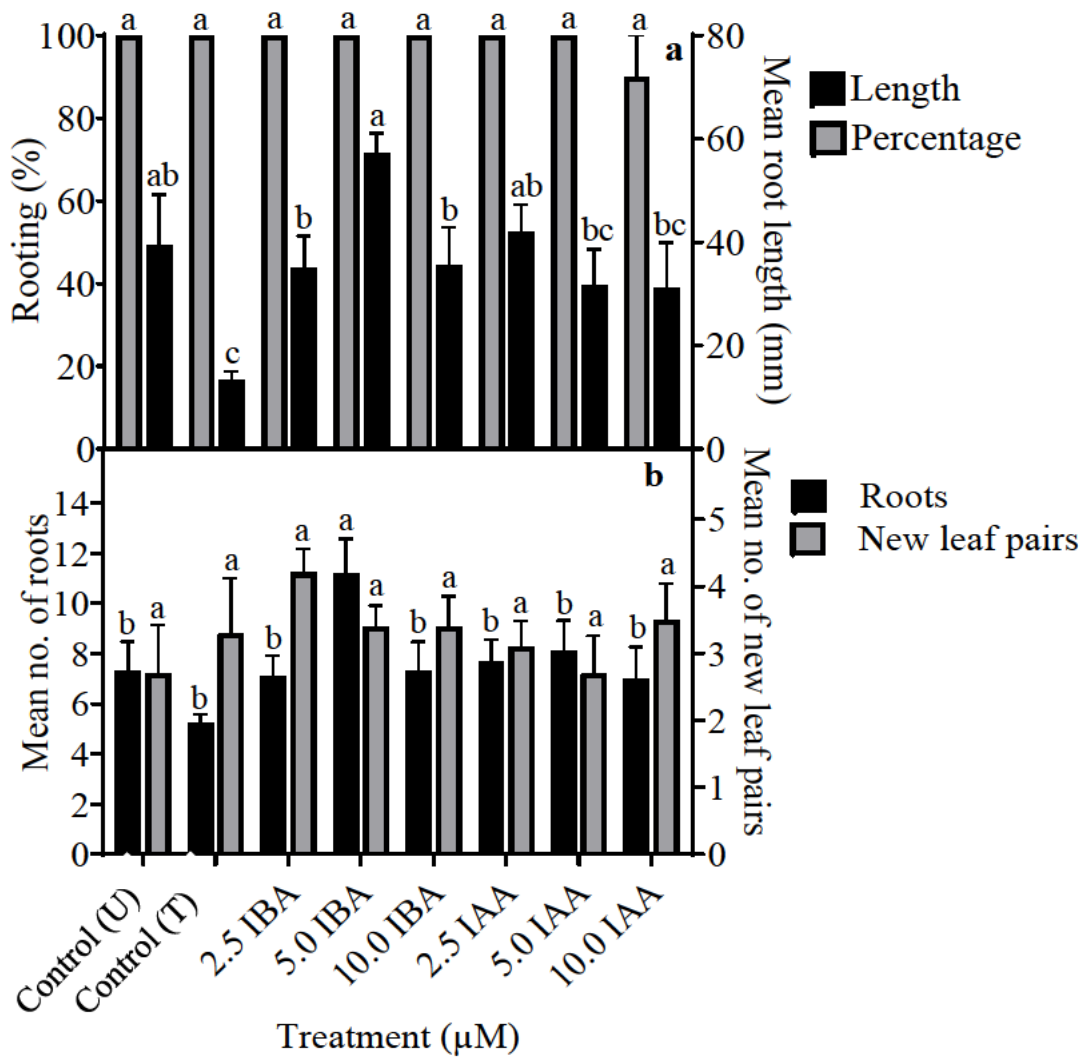 a a a a a a a a
100 80 a
Length
Percentage
80 60
60 40
40 20
20
0 0
ab c b a b ab bc bc
Rooting (%)
Mean root length (mm)
b
Roots
New leaf pairs
14
12
10
8
6
4
2
0
5
4
3
2
1
0
b a b a b a a a b a b a b a b a
Mean no. of roots
Mean no. of new leaf pairs
Control (U)
Control (T)
2.5 IBA
5.0 IBA
10.0 IBA
2.5 IAA
5.0 IAA
10.0 IAA
Treatment (µM)